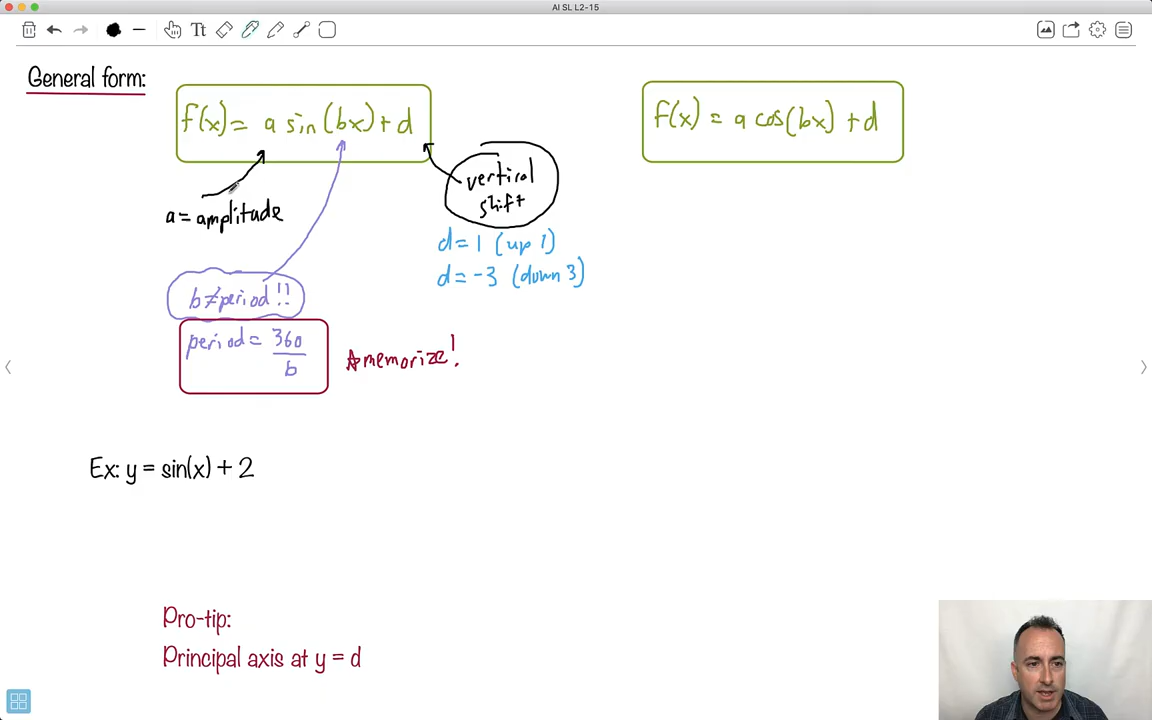 AI SL L2-15
Tt
General form:
f(x) = a sin(bx) + d
f(x) = a cos(bx) + d
vertical
shift
a = amplitude
d = 1 (up 1)
d = -3 (down 3)
b ≠ period!!
period = 360
b
*memorize!
Ex: y = sin(x) + 2
Pro-tip:
Principal axis at y = d